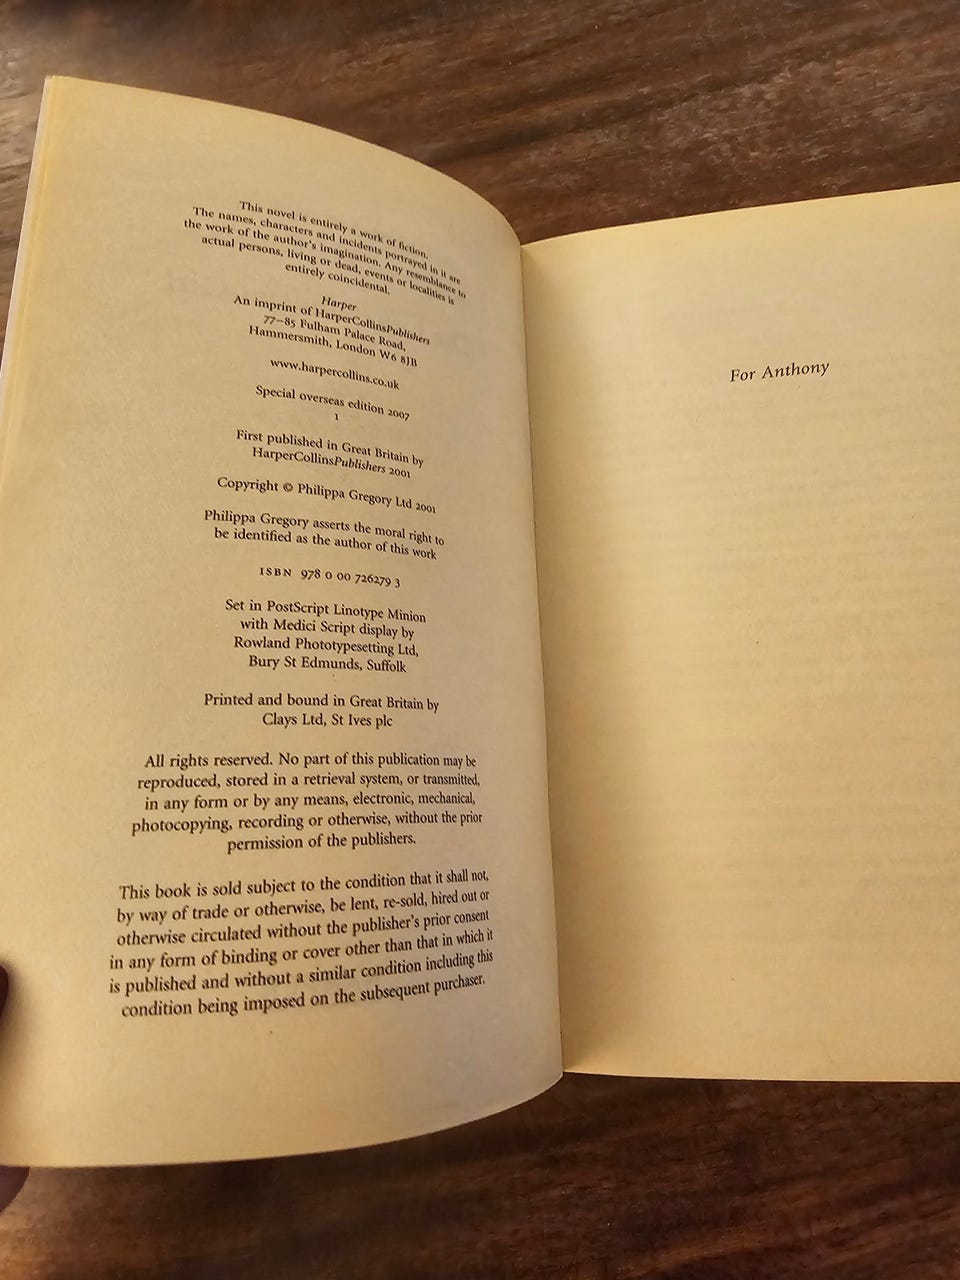 This novel is entirely a work of fiction.
The names, characters and incidents portrayed in it are
the work of the author's imagination. Any resemblance to
actual persons, living or dead, events or localities is
entirely coincidental.
Harper
An imprint of HarperCollinsPublishers
77–85 Fulham Palace Road,
Hammersmith, London W6 8JB
www.harpercollins.co.uk
Special overseas edition 2007
1
First published in Great Britain by
HarperCollinsPublishers 2001
Copyright © Philippa Gregory Ltd 2001
Philippa Gregory asserts the moral right to
be identified as the author of this work
ISBN 978 0 00 726279 3
Set in PostScript Linotype Minion
with Medici Script display by
Rowland Phototypesetting Ltd,
Bury St Edmunds, Suffolk
Printed and bound in Great Britain by
Clays Ltd, St Ives plc
All rights reserved. No part of this publication may be
reproduced, stored in a retrieval system, or transmitted,
in any form or by any means, electronic, mechanical,
photocopying, recording or otherwise, without the prior
permission of the publishers.
This book is sold subject to the condition that it shall not,
by way of trade or otherwise, be lent, re-sold, hired out or
otherwise circulated without the publisher's prior consent
in any form of binding or cover other than that in which it
is published and without a similar condition including this
condition being imposed on the subsequent purchaser.
For Anthony